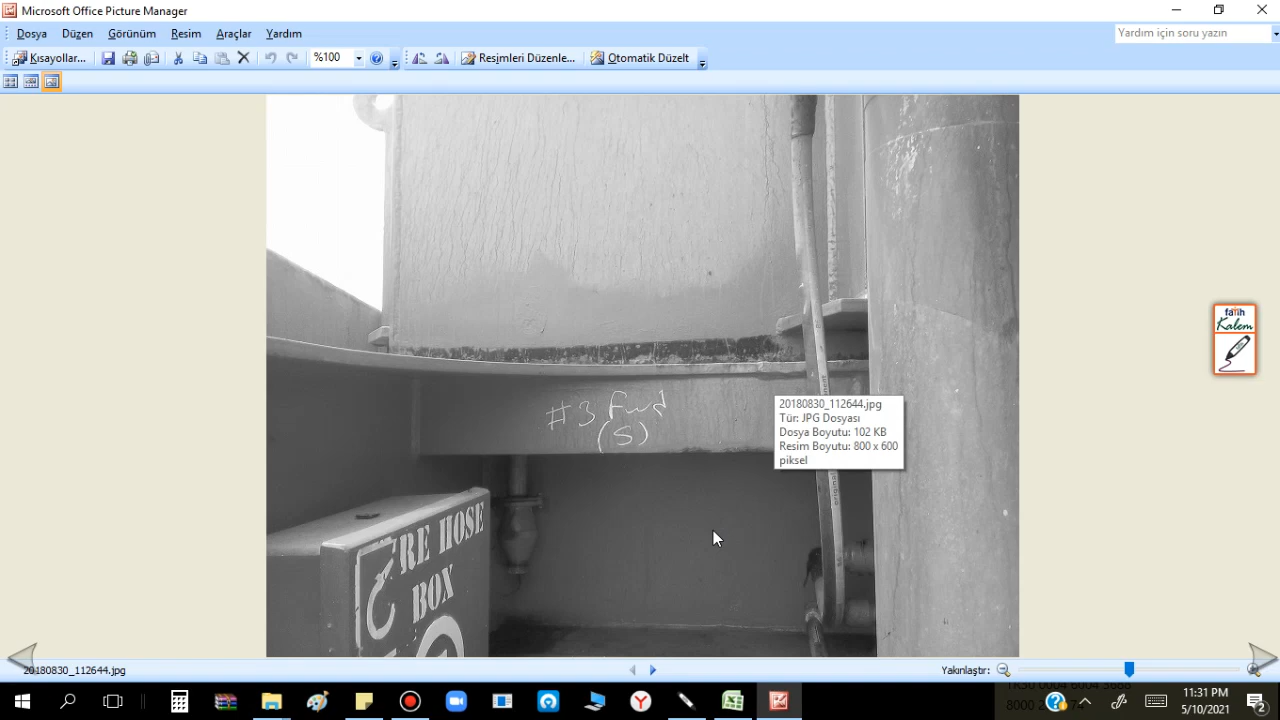 Microsoft Office Picture Manager
Dosya Düzen Görünüm Resim Araçlar Yardım
Yardım için soru yazın
Kısayollar... %100 Resimleri Düzenle... Otomatik Düzelt
#3 Fwd
(S)
20180830_112644.jpg
Tür: JPG Dosyası
Dosya Boyutu: 102 KB
Resim Boyutu: 800 x 600
piksel
fatih
Kalem
RE HOSE
BOX
20180830_112644.jpg
Yakınlaştır:
11:31 PM
5/10/2021
2